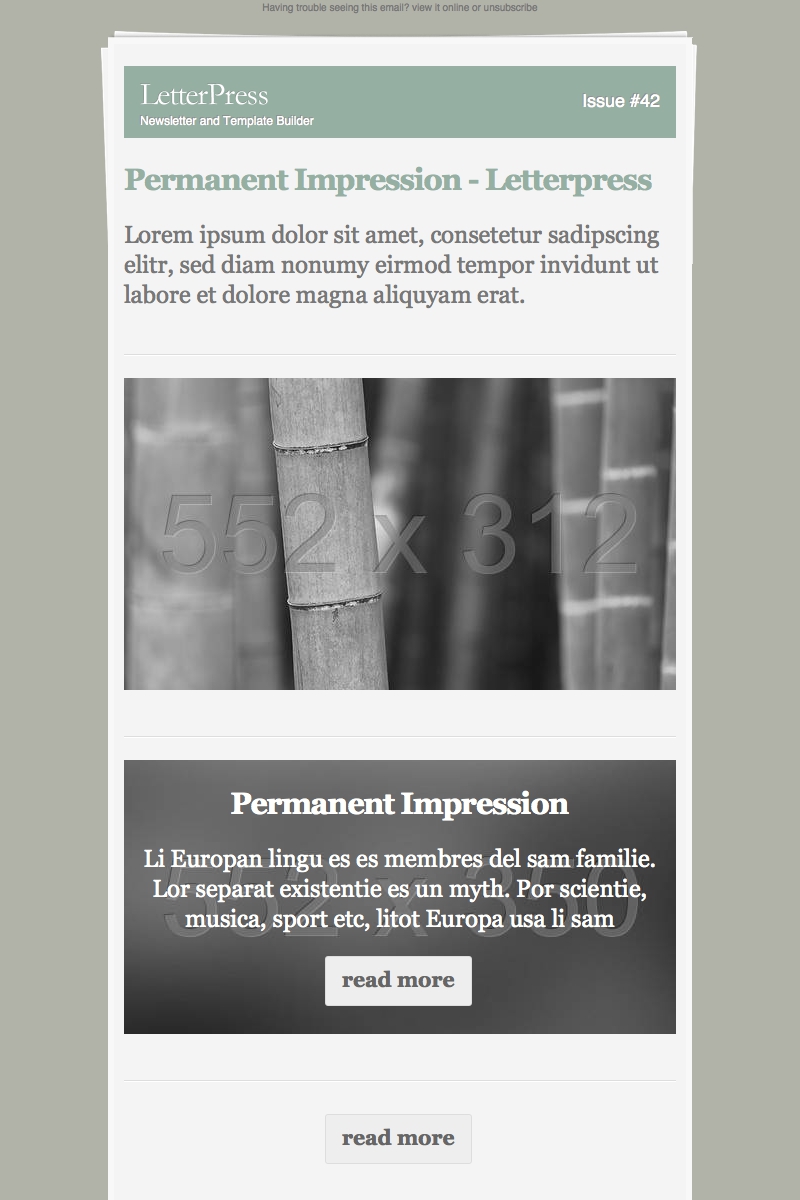 Having trouble seeing this email? view it online or unsubscribe
LetterPress
Newsletter and Template Builder
Issue #42
Permanent Impression - Letterpress
Lorem ipsum dolor sit amet, consetetur sadipscing
elitr, sed diam nonumy eirmod tempor invidunt ut
labore et dolore magna aliquyam erat.
552 x 312
Permanent Impression
Li Europan lingu es es membres del sam familie.
Lor separat existentie es un myth. Por scientie,
musica, sport etc, litot Europa usa li sam
552 x 350
read more
read more